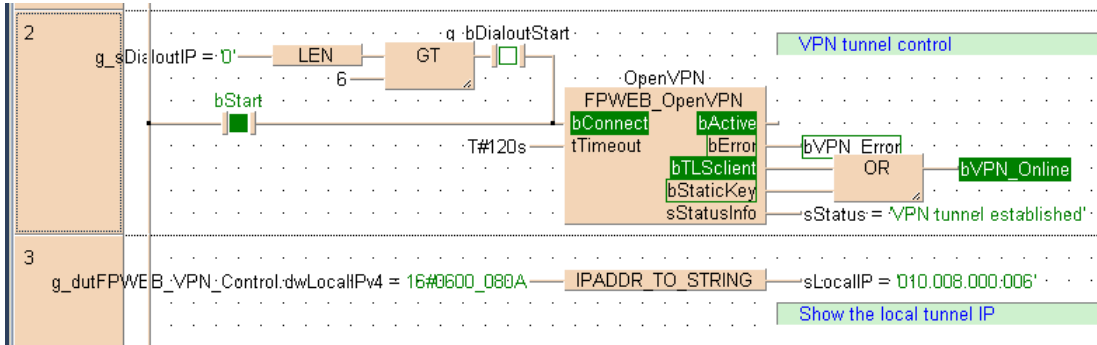 2
g_bDialoutStart
VPN tunnel control
g_sDialoutIP = '0'
LEN
GT
6
OpenVPN
bStart
FPWEB_OpenVPN
bConnect
bActive
T#120s
tTimeout
bError
bVPN_Error
bTLSclient
OR
bVPN_Online
bStaticKey
sStatusInfo
sStatus = 'VPN tunnel established'
3
g_dutFPWEB_VPN_Control.dwLocalIPv4 = 16#0600_080A
IPADDR_TO_STRING
sLocalIP = '010.008.000.006'
Show the local tunnel IP